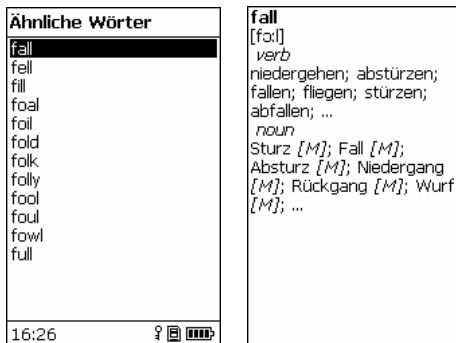 Ähnliche Wörter
fall
fell
fill
foal
foil
fold
folk
folly
fool
foul
fowl
full
16:26
fall
[fɔ:l]
verb
niedergehen; abstürzen;
fallen; fliegen; stürzen;
abfallen; ...
noun
Sturz [M]; Fall [M];
Absturz [M]; Niedergang
[M]; Rückgang [M]; Wurf
[M]; ...